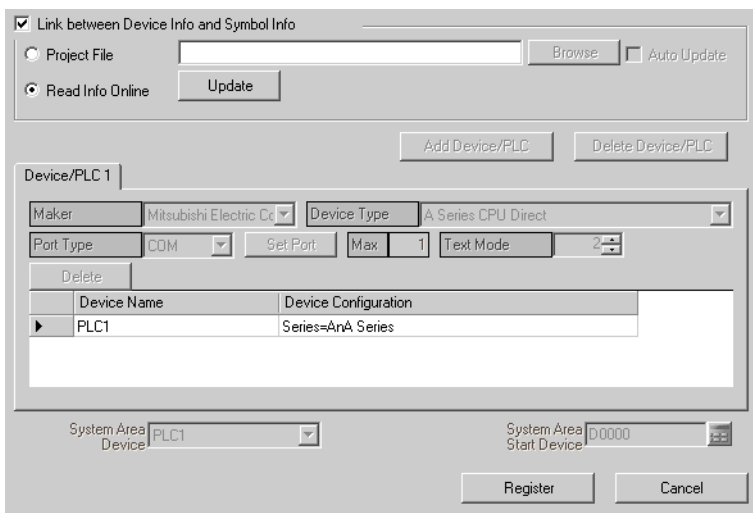 Link between Device Info and Symbol Info
Project File Browse Auto Update
Read Info Online Update
Add Device/PLC Delete Device/PLC
Device/PLC 1
Maker Mitsubishi Electric Device Type A Series CPU Direct
Port Type COM Set Port Max 1 Text Mode 2
Delete
Device Name Device Configuration
PLC1 Series=AnA Series
System Area Device PLC1 System Area Start Device D0000
Register Cancel